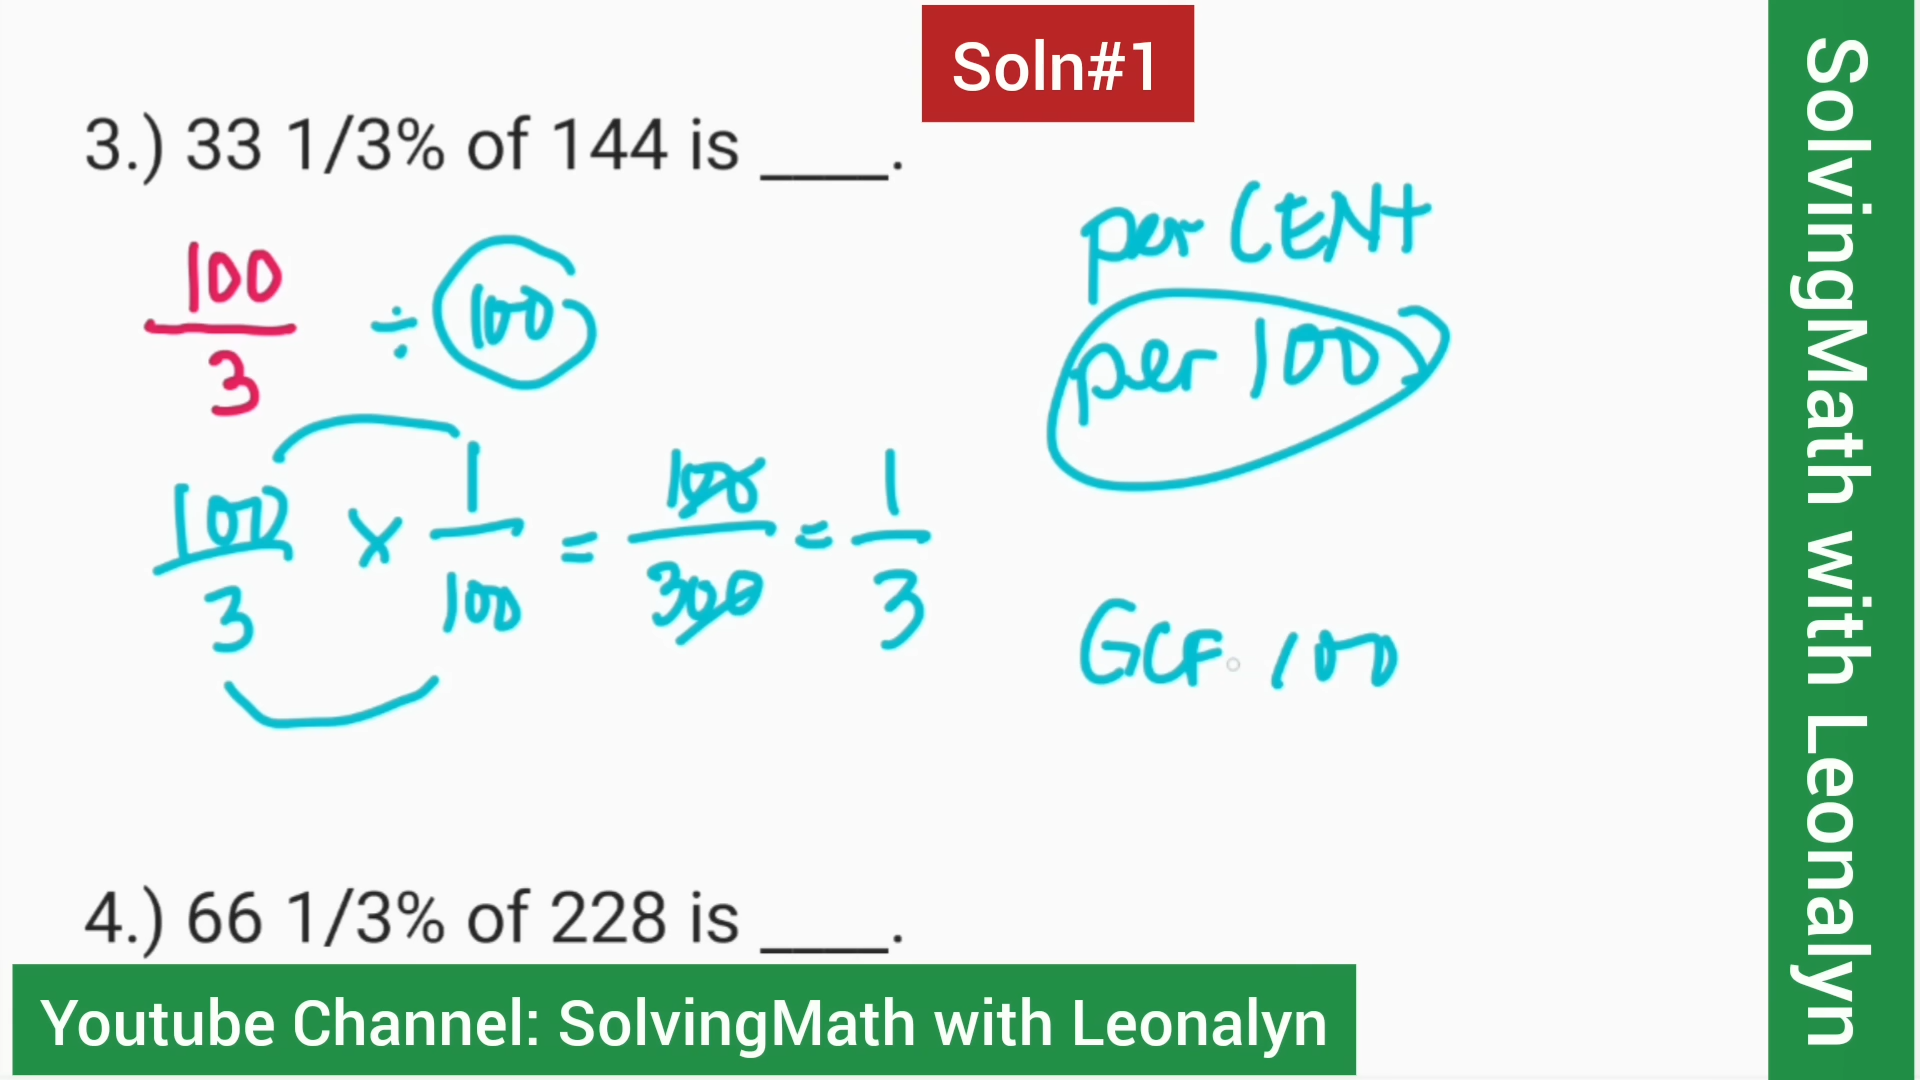 Soln#1
3.) 33 1/3% of 144 is ____.
per CENT
100/3 ÷ 100
per 100
100/3 × 1/100 = 100/300 = 1/3
GCF. 100
4.) 66 1/3% of 228 is ____.
Youtube Channel: SolvingMath with Leonalyn
SolvingMath with Leonalyn